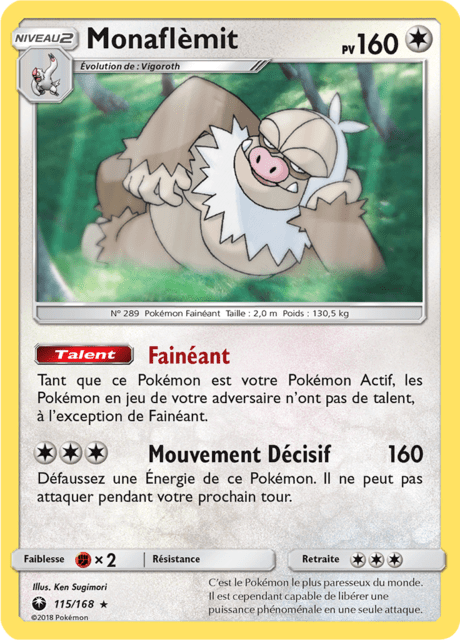 NIVEAU 2
Monaflèmit
PV 160
Évolution de : Vigoroth
N° 289 Pokémon Fainéant Taille : 2,0 m Poids : 130,5 kg
Talent Fainéant
Tant que ce Pokémon est votre Pokémon Actif, les
Pokémon en jeu de votre adversaire n’ont pas de talent,
à l’exception de Fainéant.
Mouvement Décisif 160
Défaussez une Énergie de ce Pokémon. Il ne peut pas
attaquer pendant votre prochain tour.
Faiblesse ×2 Résistance Retraite
Illus. Ken Sugimori
115/168 ★
©2018 Pokémon
C’est le Pokémon le plus paresseux du monde.
Il est cependant capable de libérer une
puissance phénoménale en une seule attaque.